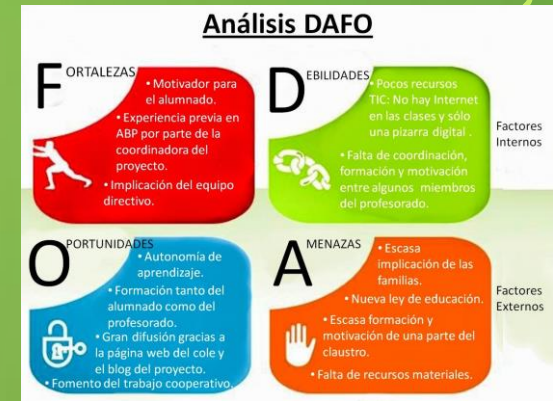 Análisis DAFO
FORTALEZAS
• Motivador para
el alumnado.
• Experiencia previa en
ABP por parte de la
coordinadora del
proyecto.
• Implicación del equipo
directivo.
DEBILIDADES
• Pocos recursos
TIC: No hay Internet
en las clases y sólo
una pizarra digital .
• Falta de coordinación,
formación y motivación
entre algunos miembros
del profesorado.
Factores
Internos
OPORTUNIDADES
• Autonomía de
aprendizaje.
• Formación tanto del
alumnado como del
profesorado.
• Gran difusión gracias a
la página web del cole y
el blog del proyecto.
• Fomento del trabajo cooperativo.
AMENAZAS
• Escasa
implicación de las
familias.
• Nueva ley de educación.
• Escasa formación y
motivación de una parte del
claustro.
• Falta de recursos materiales.
Factores
Externos